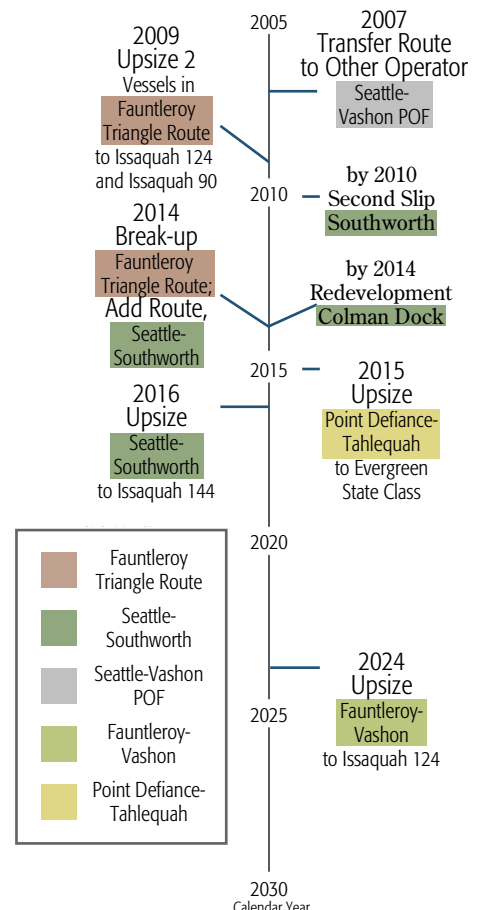 2005
2007
Transfer Route
to Other Operator
Seattle-
Vashon POF
2009
Upsize 2
Vessels in
Fauntleroy
Triangle Route
to Issaquah 124
and Issaquah 90
2010
by 2010
Second Slip
Southworth
2014
Break-up
Fauntleroy
Triangle Route;
Add Route,
Seattle-
Southworth
by 2014
Redevelopment
Colman Dock
2015
2015
Upsize
Point Defiance-
Tahlequah
to Evergreen
State Class
2016
Upsize
Seattle-
Southworth
to Issaquah 144
2020
Fauntleroy
Triangle Route
Seattle-
Southworth
Seattle-Vashon
POF
Fauntleroy-
Vashon
Point Defiance-
Tahlequah
2024
Upsize
Fauntleroy-
Vashon
to Issaquah 124
2025
2030
Calendar Year